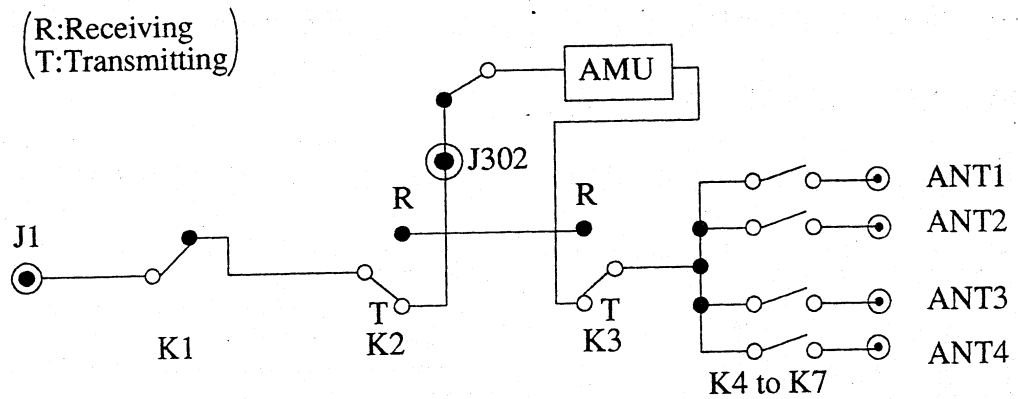 R:Receiving
T:Transmitting
AMU
J302
R
R
J1
T
K2
T
K3
K1
ANT1
ANT2
ANT3
ANT4
K4 to K7